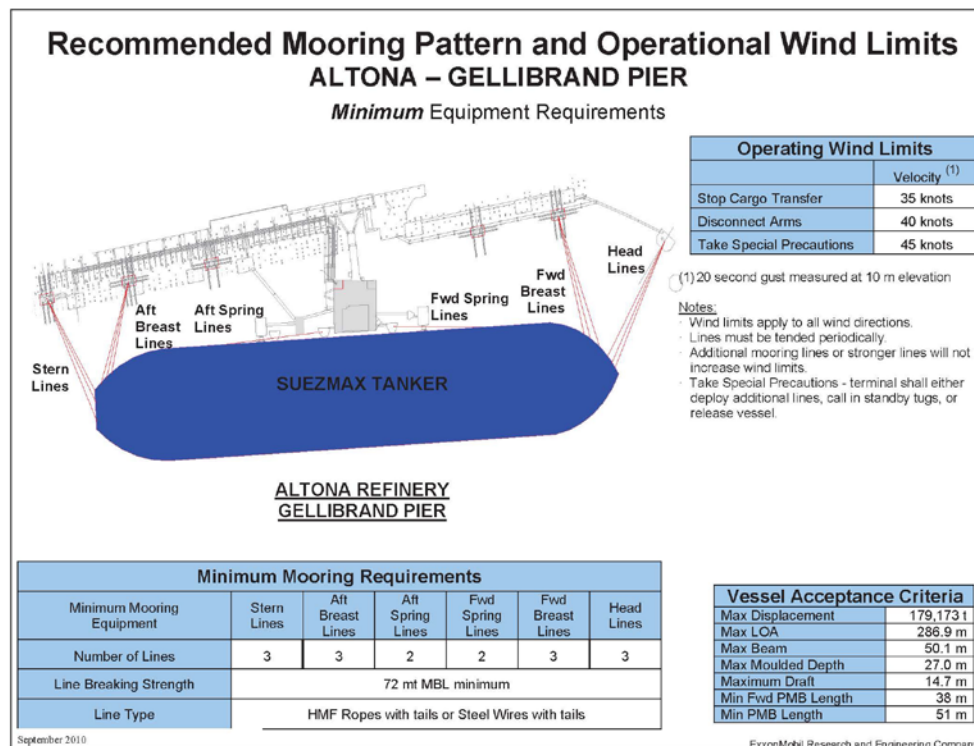 Recommended Mooring Pattern and Operational Wind Limits
ALTONA – GELLIBRAND PIER
Minimum Equipment Requirements
Operating Wind Limits
Velocity (1)
Stop Cargo Transfer 35 knots
Disconnect Arms 40 knots
Take Special Precautions 45 knots
(1) 20 second gust measured at 10 m elevation
Notes:
· Wind limits apply to all wind directions.
· Lines must be tended periodically.
· Additional mooring lines or stronger lines will not
increase wind limits.
· Take Special Precautions - terminal shall either
deploy additional lines, call in standby tugs, or
release vessel.
Head
Lines
Fwd
Breast
Lines
Fwd Spring
Lines
Aft Spring
Lines
Aft
Breast
Lines
Stern
Lines
SUEZMAX TANKER
ALTONA REFINERY
GELLIBRAND PIER
Minimum Mooring Requirements
Minimum Mooring
Equipment
Stern
Lines
Aft
Breast
Lines
Aft
Spring
Lines
Fwd
Spring
Lines
Fwd
Breast
Lines
Head
Lines
Number of Lines 3 3 2 2 3 3
Line Breaking Strength 72 mt MBL minimum
Line Type HMF Ropes with tails or Steel Wires with tails
September 2010
Vessel Acceptance Criteria
Max Displacement 179,173 t
Max LOA 286.9 m
Max Beam 50.1 m
Max Moulded Depth 27.0 m
Maximum Draft 14.7 m
Min Fwd PMB Length 38 m
Min PMB Length 51 m
ExxonMobil Research and Engineering Compan